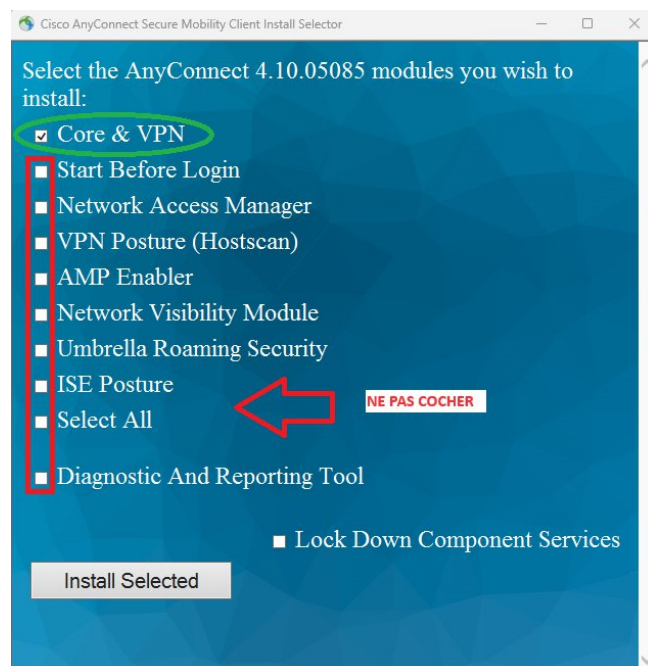 Cisco AnyConnect Secure Mobility Client Install Selector
Select the AnyConnect 4.10.05085 modules you wish to
install:
Core & VPN
Start Before Login
Network Access Manager
VPN Posture (Hostscan)
AMP Enabler
Network Visibility Module
Umbrella Roaming Security
ISE Posture
NE PAS COCHER
Select All
Diagnostic And Reporting Tool
Lock Down Component Services
Install Selected